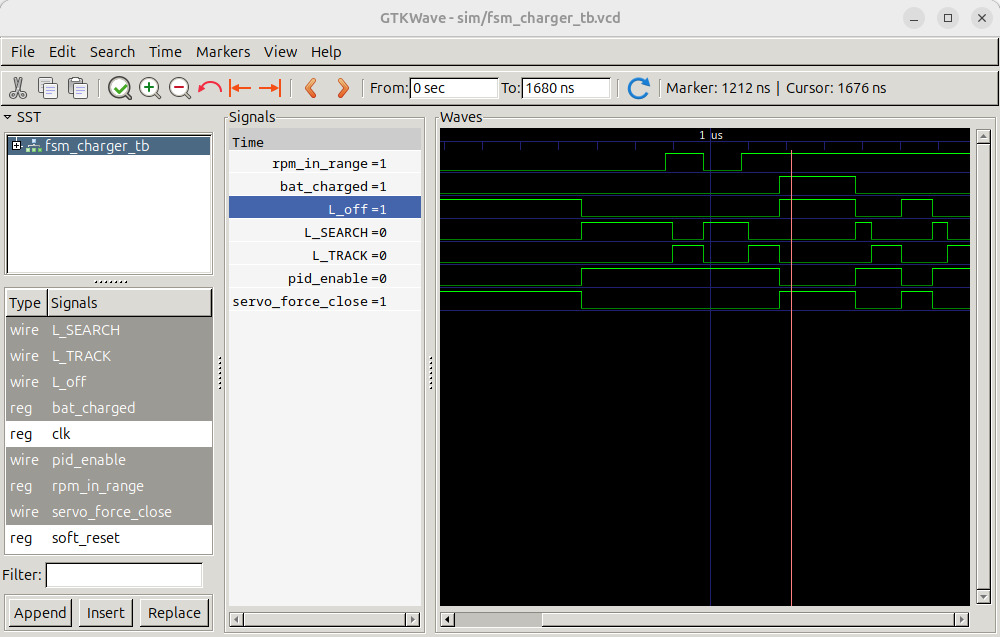 GTKWave - sim/fsm_charger_tb.vcd
File Edit Search Time Markers View Help
From: 0 sec To: 1680 ns Marker: 1212 ns | Cursor: 1676 ns
SST
fsm_charger_tb
Type Signals
wire L_SEARCH
wire L_TRACK
wire L_off
reg bat_charged
reg clk
wire pid_enable
reg rpm_in_range
wire servo_force_close
reg soft_reset
Filter:
Append Insert Replace
Signals
Time
rpm_in_range =1
bat_charged =1
L_off =1
L_SEARCH =0
L_TRACK =0
pid_enable =0
servo_force_close =1
Waves
1 us